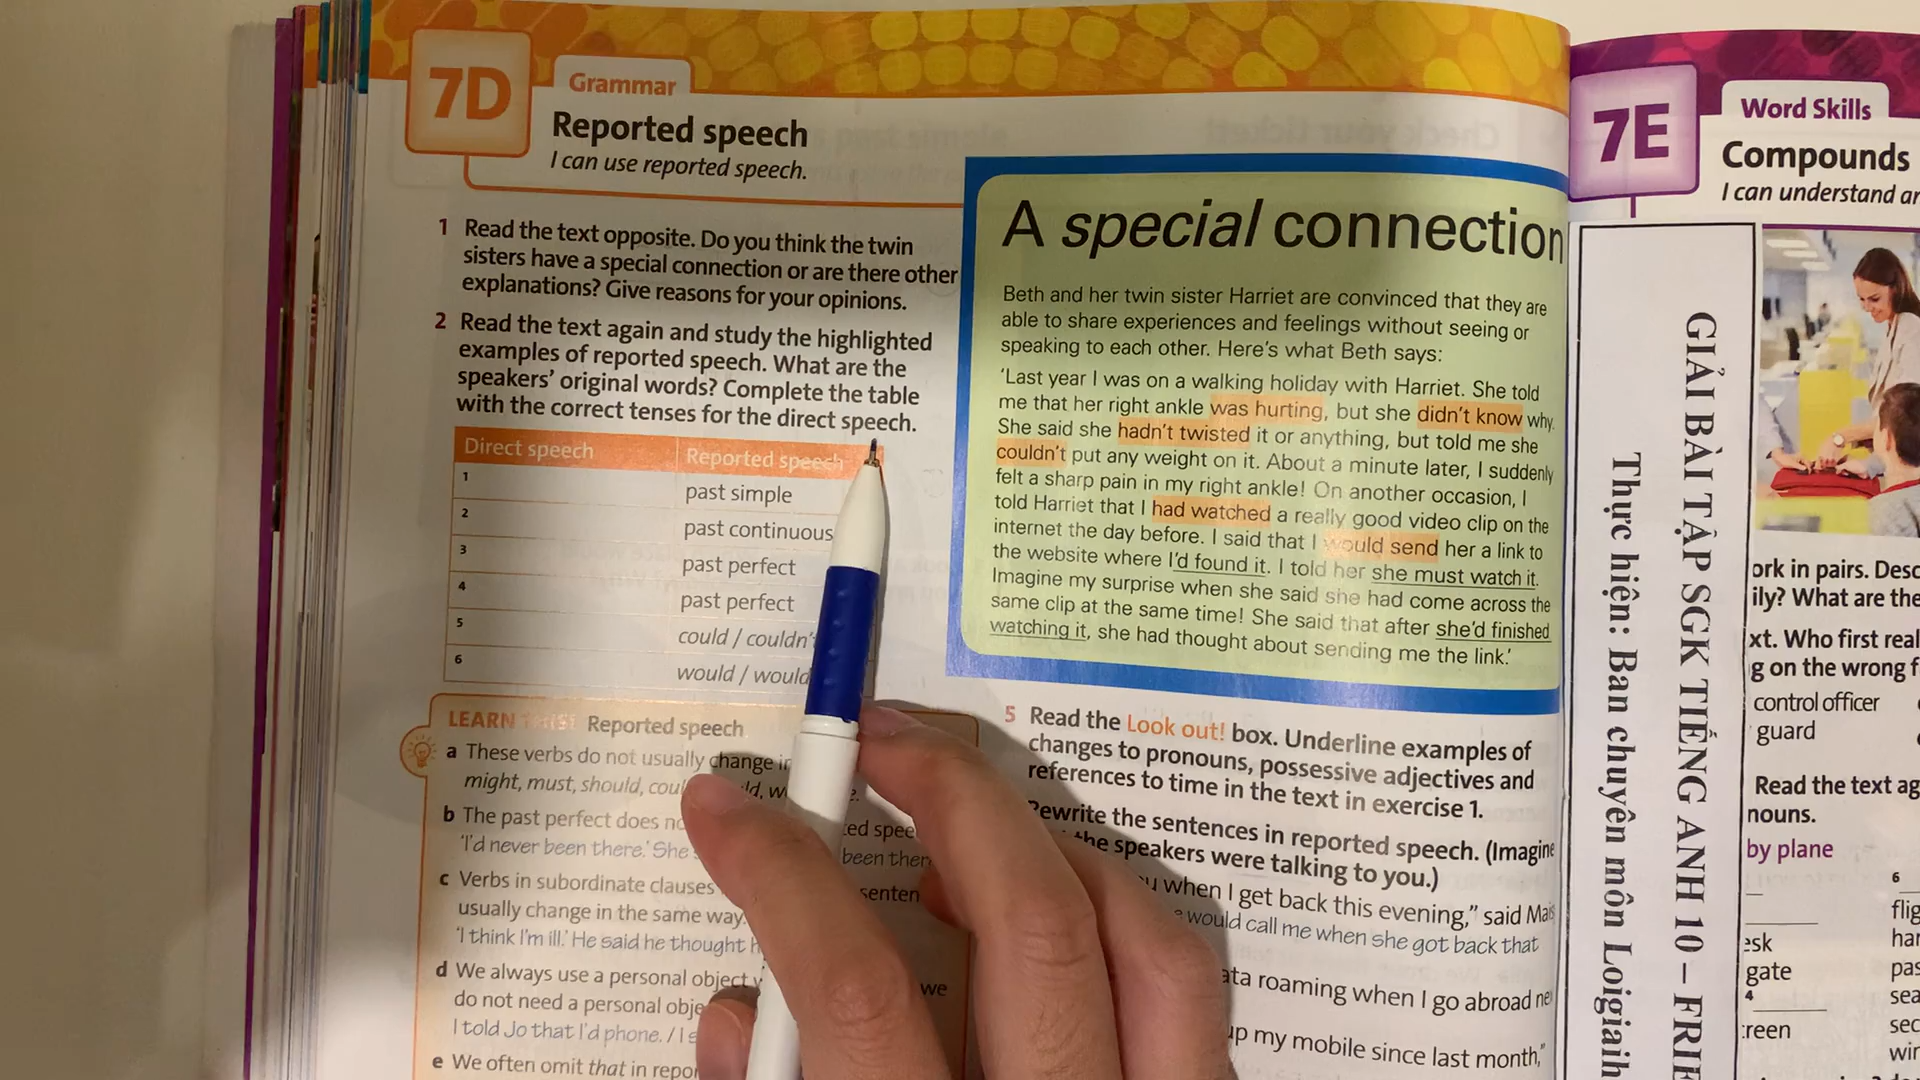 7D
Grammar
Reported speech
I can use reported speech.
1 Read the text opposite. Do you think the twin
sisters have a special connection or are there other
explanations? Give reasons for your opinions.
2 Read the text again and study the highlighted
examples of reported speech. What are the
speakers' original words? Complete the table
with the correct tenses for the direct speech.
Direct speech Reported speech
1 past simple
2 past continuous
3 past perfect
4 past perfect
5 could / couldn't
6 would / would
LEARN THIS! Reported speech
a These verbs do not usually change
might, must, should,
b The past perfect does
'I'd never been there.' She
ted spee
been then
c Verbs in subordinate clauses
senten
usually change in the same way.
'I think I'm ill.' He said he thought
d We always use a personal object
we
do not need a personal
I told Jo that I'd phone. / I
e We often omit that in
A special connection
Beth and her twin sister Harriet are convinced that they are
able to share experiences and feelings without seeing or
speaking to each other. Here's what Beth says:
'Last year I was on a walking holiday with Harriet. She told
me that her right ankle was hurting, but she didn't know why.
She said she hadn't twisted it or anything, but told me she
couldn't put any weight on it. About a minute later, I suddenly
felt a sharp pain in my right ankle! On another occasion, I
told Harriet that I had watched a really good video clip on the
internet the day before. I said that I would send her a link to
the website where I'd found it. I told her she must watch it.
Imagine my surprise when she said she had come across the
same clip at the same time! She said that after she'd finished
watching it, she had thought about sending me the link.'
5 Read the Look out! box. Underline examples of
changes to pronouns, possessive adjectives and
references to time in the text in exercise 1.
Rewrite the sentences in reported speech. (Imagine
the speakers were talking to you.)
when I get back this evening," said
would call me when she got back that
ata roaming when I go abroad
up my mobile since last month,"
7E
Word Skills
Compounds
I can understand
GIẢI BÀI TẬP SGK TIẾNG ANH 10 – FRIE
Thực hiện: Ban chuyên môn Loigiaih
ork in pairs. Desc
ily? What are the
xt. Who first real
g on the wrong f
control officer
guard
Read the text ag
nouns.
by plane
6
flig
har
esk
pas
gate
sea
4
sec
reen
wir